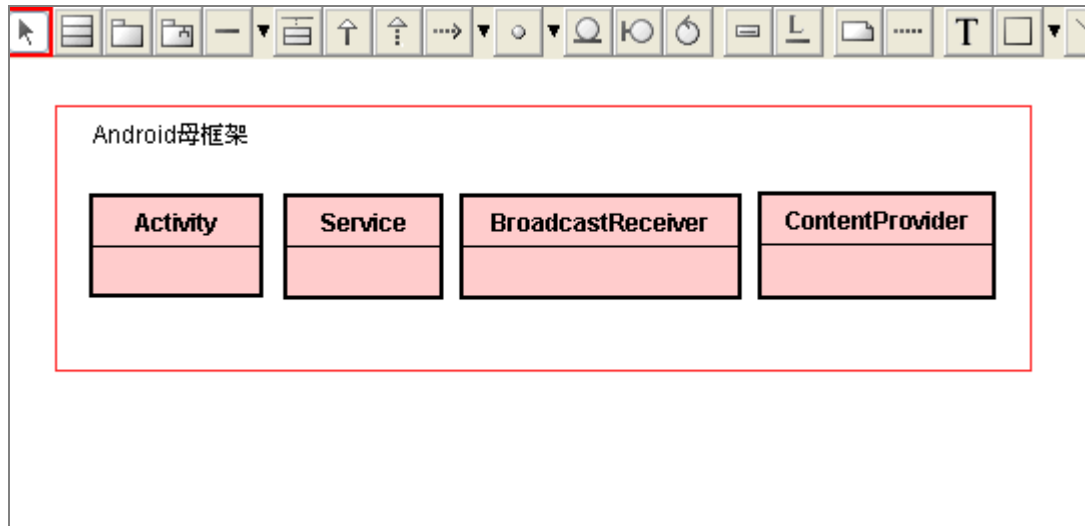 T
Android母框架
Activity
Service
BroadcastReceiver
ContentProvider